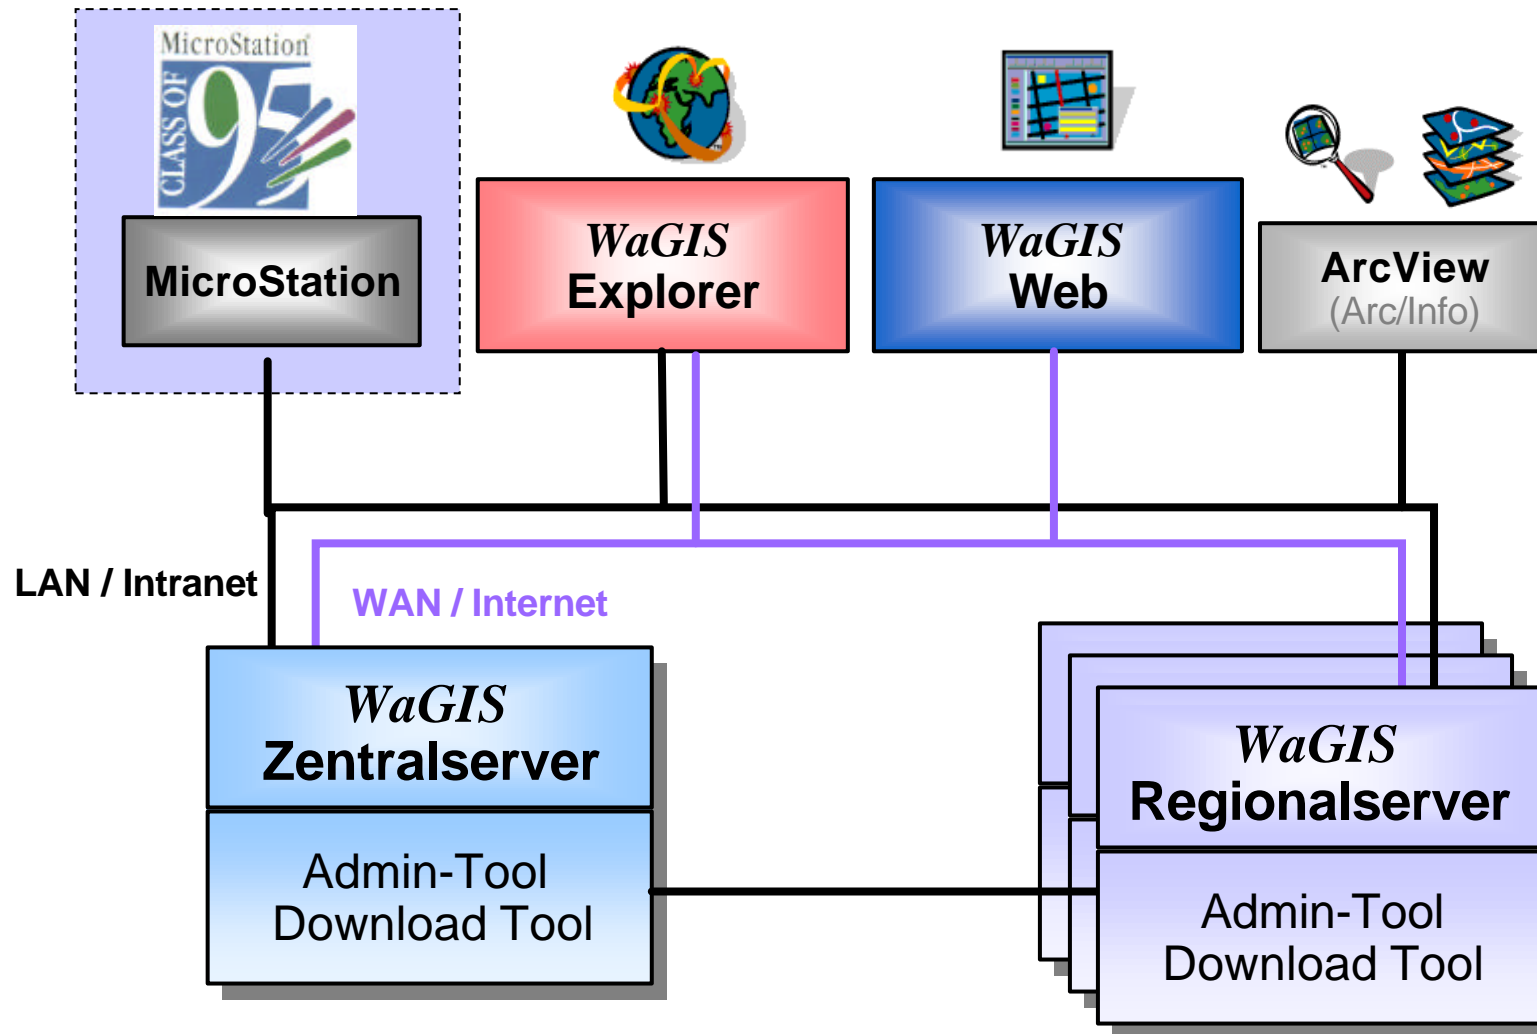 MicroStation
CLASS OF
95
MicroStation
WaGIS
Explorer
WaGIS
Web
ArcView
(Arc/Info)
LAN / Intranet
WAN / Internet
WaGIS
Zentralserver
Admin-Tool
Download Tool
WaGIS
Regionalserver
Admin-Tool
Download Tool